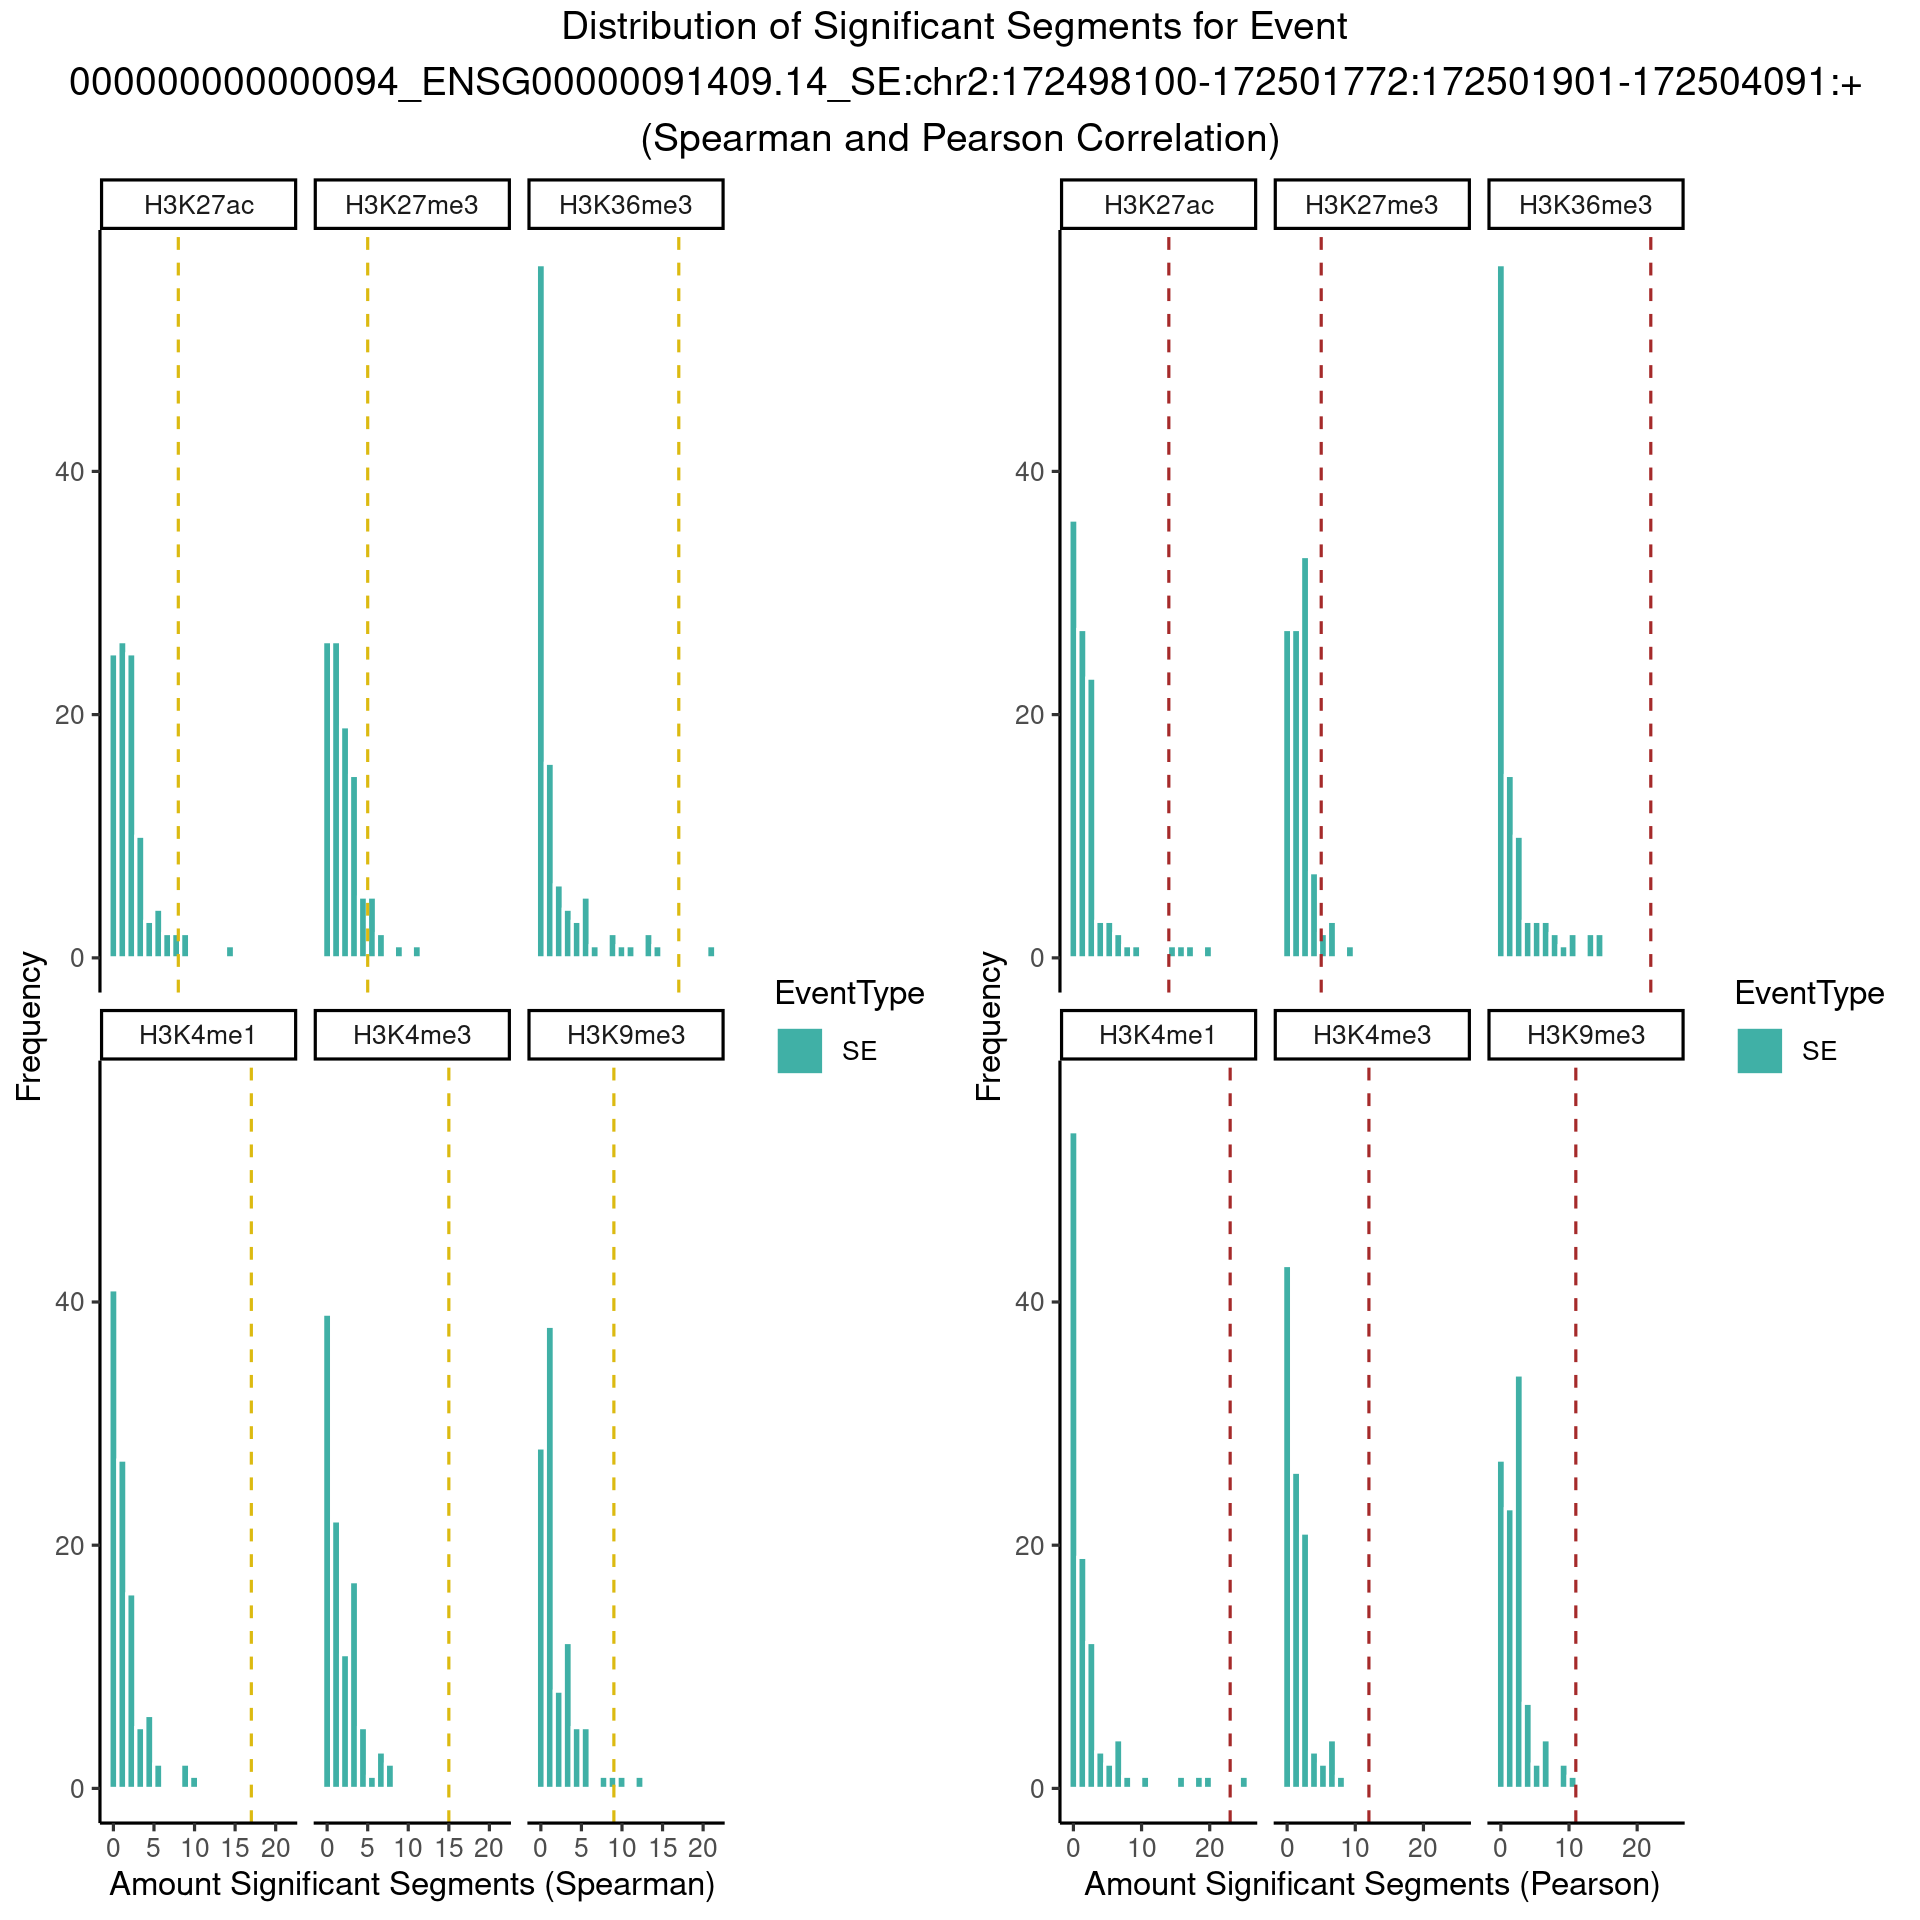 Distribution of Significant Segments for Event
000000000000094_ENSG00000091409.14_SE:chr2:172498100-172501772:172501901-172504091:+
(Spearman and Pearson Correlation)
H3K27ac H3K27me3 H3K36me3
40
20
0
H3K4me1 H3K4me3 H3K9me3
40
20
0
0 5 10 15 20 0 5 10 15 20 0 5 10 15 20
Frequency
Amount Significant Segments (Spearman)
EventType
SE
H3K27ac H3K27me3 H3K36me3
40
20
0
H3K4me1 H3K4me3 H3K9me3
40
20
0
0 10 20 0 10 20 0 10 20
Frequency
Amount Significant Segments (Pearson)
EventType
SE